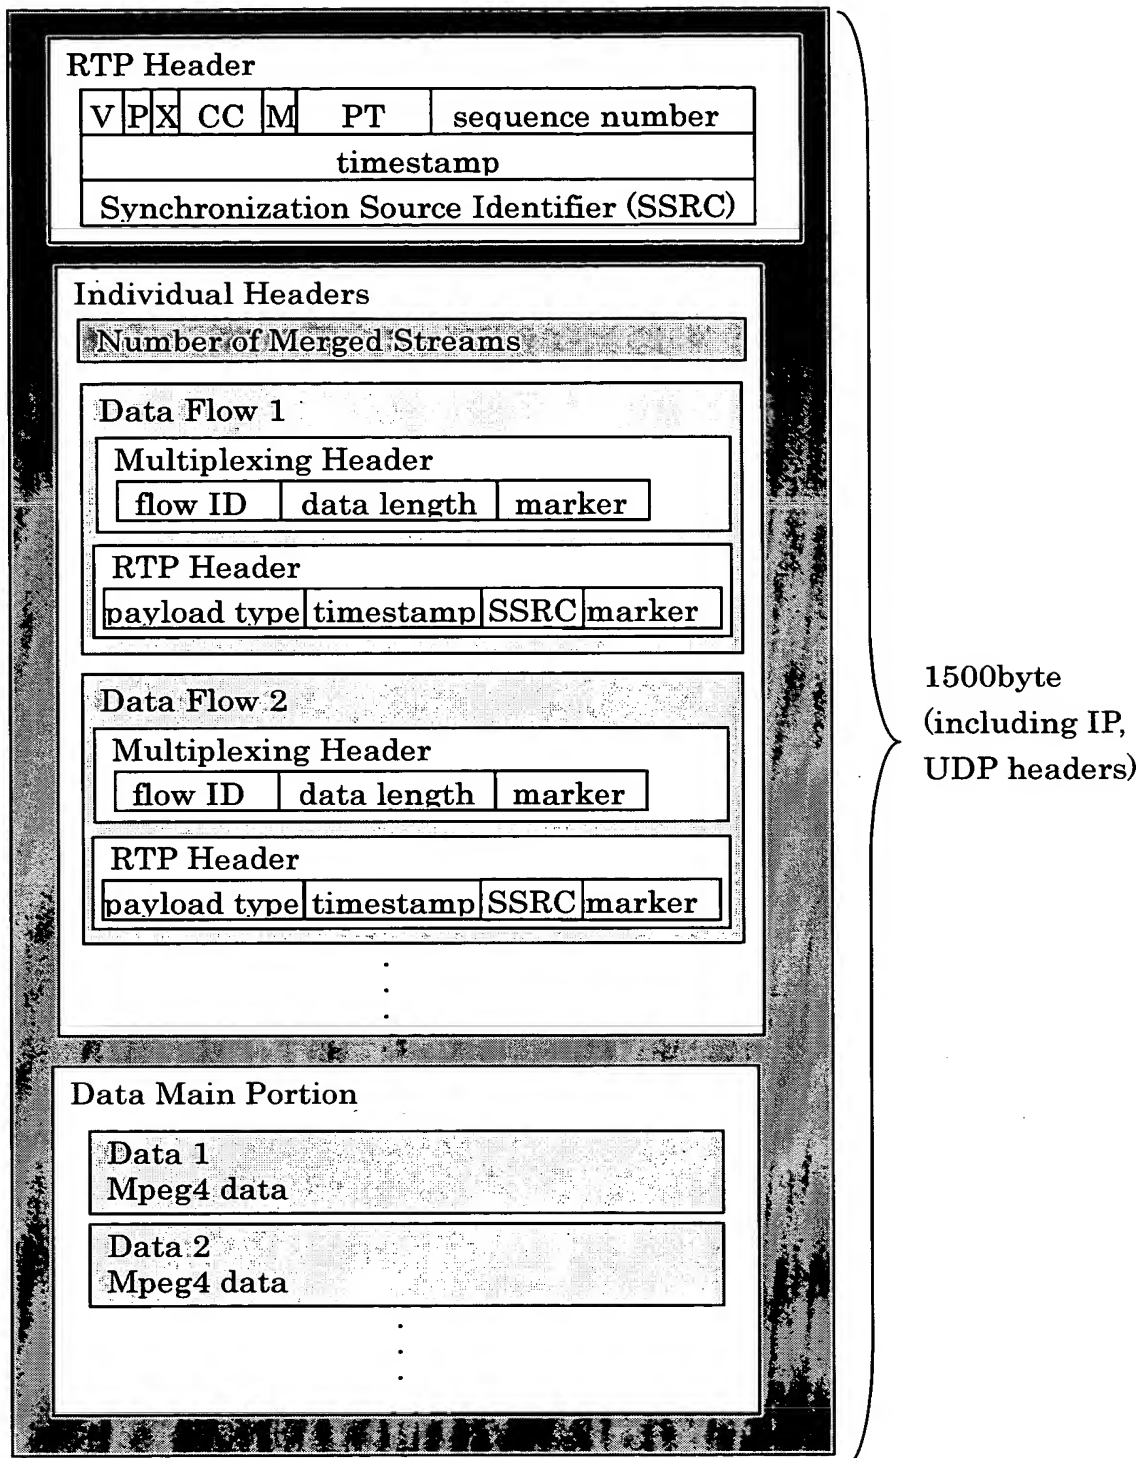 RTP Header
V P X CC M PT sequence number
timestamp
Synchronization Source Identifier (SSRC)
Individual Headers
Number of Merged Streams
Data Flow 1
Multiplexing Header
flow ID data length marker
RTP Header
payload type timestamp SSRC marker
Data Flow 2
Multiplexing Header
flow ID data length marker
RTP Header
payload type timestamp SSRC marker
Data Main Portion
Data 1
Mpeg4 data
Data 2
Mpeg4 data
1500byte
(including IP,
UDP headers)